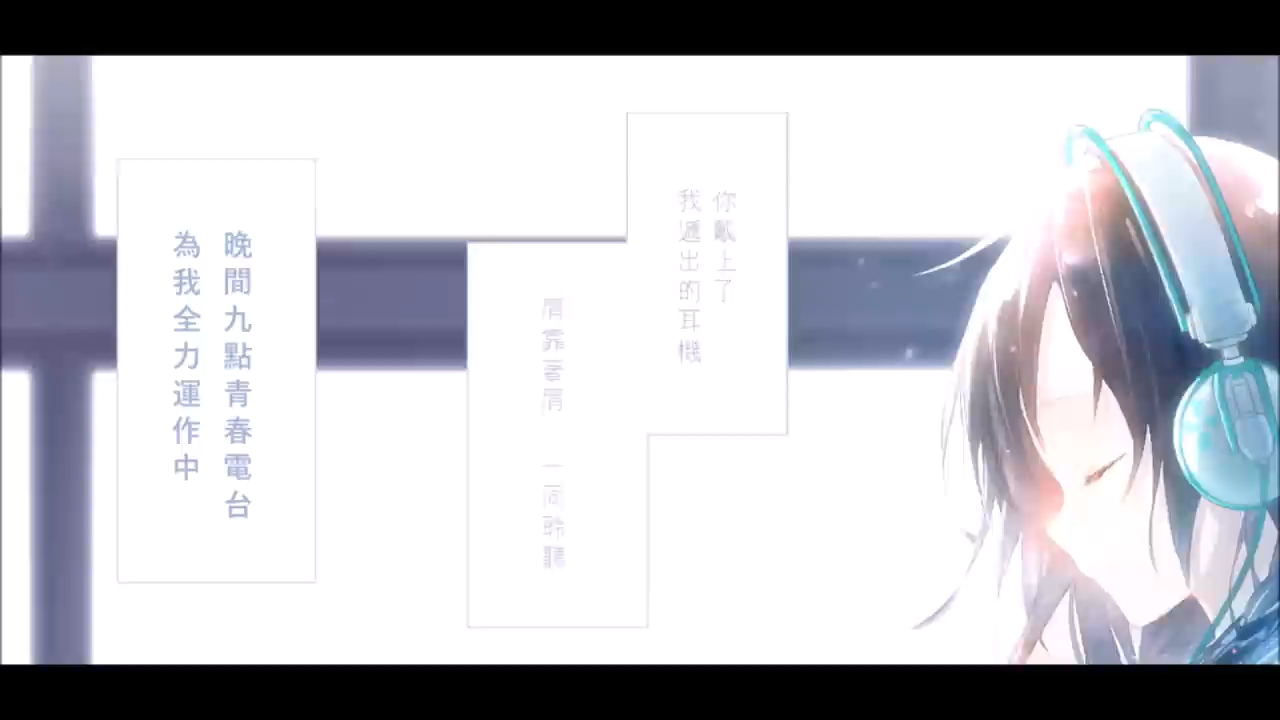 你戴上了
我遞出的耳機
肩靠著肩　一同聆聽
晚間九點青春電台
為我全力運作中